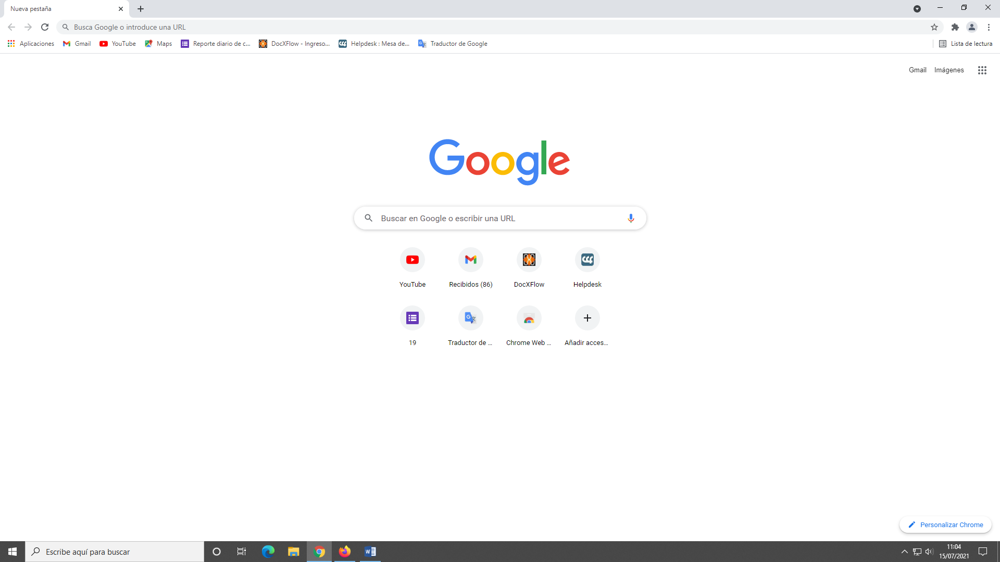 Nueva pestaña
Busca Google o introduce una URL
Aplicaciones Gmail YouTube Maps Reporte diario de c... DocXFlow - Ingreso... Helpdesk : Mesa de... Traductor de Google Lista de lectura
Gmail Imágenes
Google
Buscar en Google o escribir una URL
YouTube Recibidos (86) DocXFlow Helpdesk
19 Traductor de ... Chrome Web ... Añadir acces...
Personalizar Chrome
Escribe aquí para buscar
11:04
15/07/2021